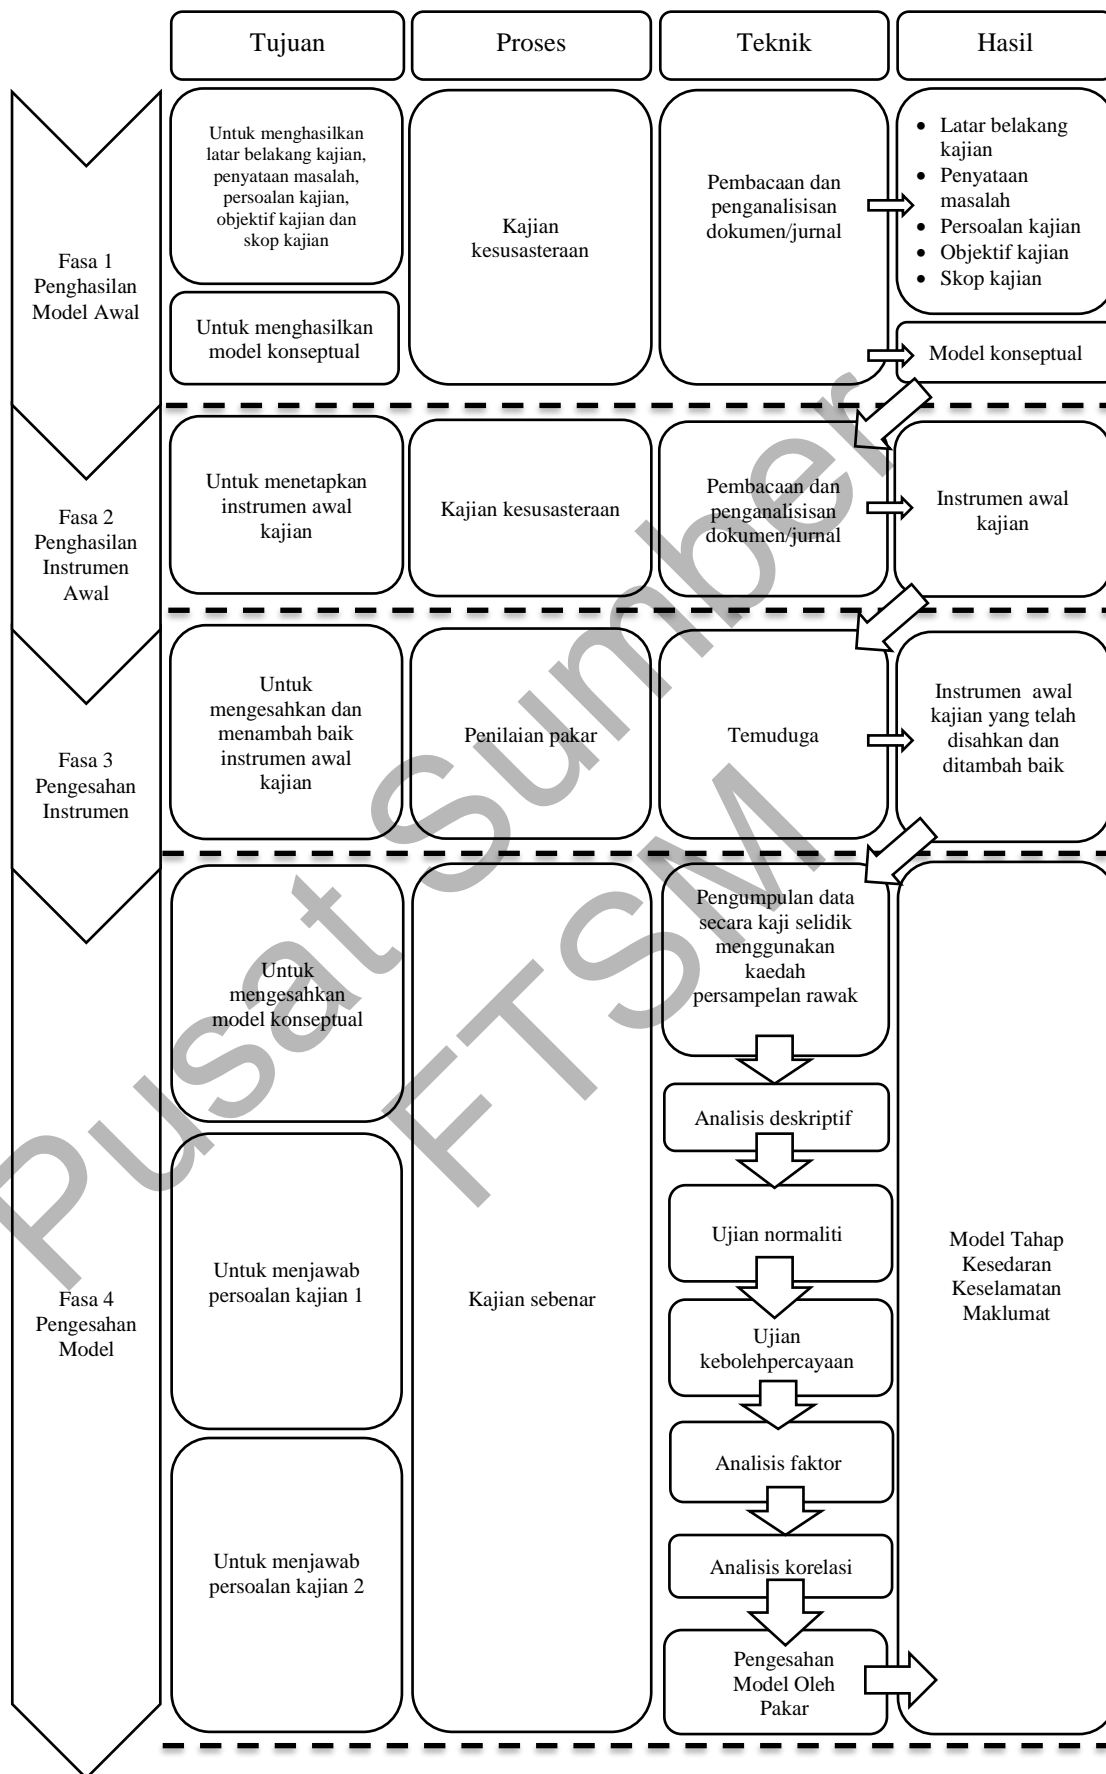 Tujuan
Proses
Teknik
Hasil
Fasa 1
Penghasilan
Model Awal
Untuk menghasilkan
latar belakang kajian,
penyataan masalah,
persoalan kajian,
objektif kajian dan
skop kajian
Untuk menghasilkan
model konseptual
Kajian
kesusasteraan
Pembacaan dan
penganalisisan
dokumen/jurnal
• Latar belakang
kajian
• Penyataan
masalah
• Persoalan kajian
• Objektif kajian
• Skop kajian
Model konseptual
Fasa 2
Penghasilan
Instrumen
Awal
Untuk menetapkan
instrumen awal
kajian
Kajian kesusasteraan
Pembacaan dan
penganalisisan
dokumen/jurnal
Instrumen awal
kajian
Fasa 3
Pengesahan
Instrumen
Untuk
mengesahkan dan
menambah baik
instrumen awal
kajian
Penilaian pakar
Temuduga
Instrumen awal
kajian yang telah
disahkan dan
ditambah baik
Fasa 4
Pengesahan
Model
Untuk
mengesahkan
model konseptual
Untuk menjawab
persoalan kajian 1
Untuk menjawab
persoalan kajian 2
Kajian sebenar
Pengumpulan data
secara kaji selidik
menggunakan
kaedah
persampelan rawak
Analisis deskriptif
Ujian normaliti
Ujian
kebolehpercayaan
Analisis faktor
Analisis korelasi
Pengesahan
Model Oleh
Pakar
Model Tahap
Kesedaran
Keselamatan
Maklumat
Pusat Sumber
FTSM